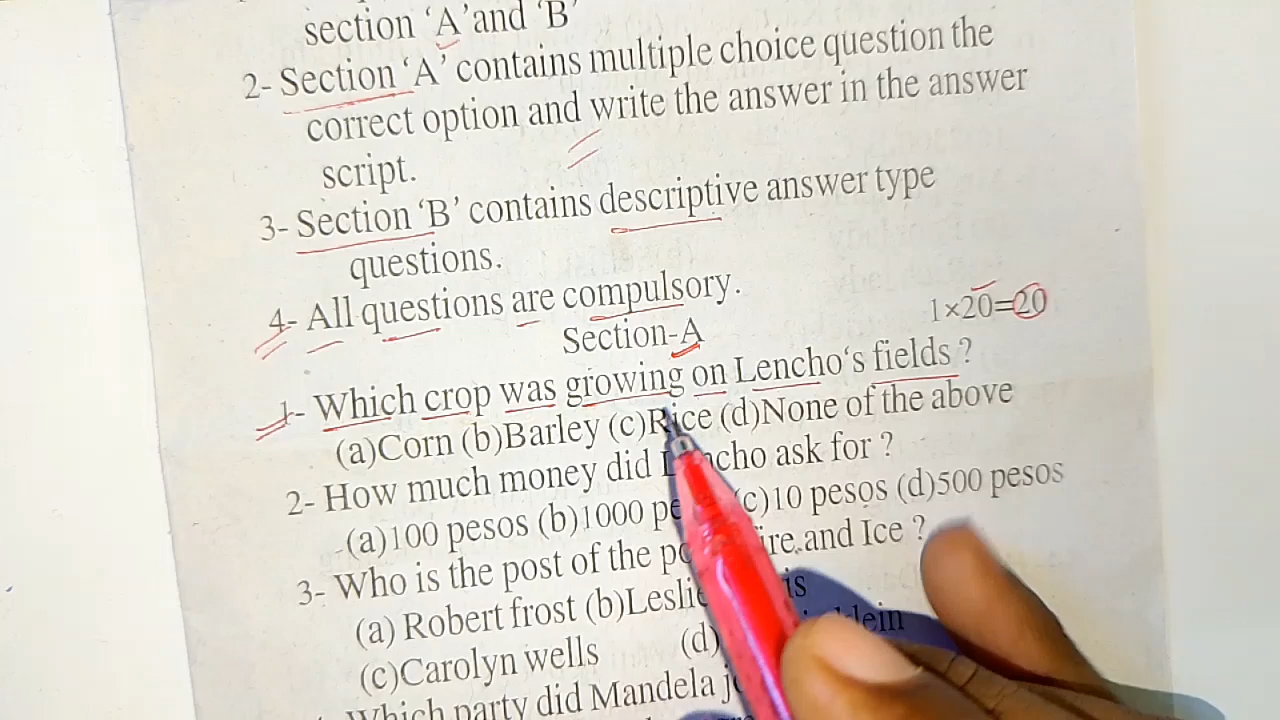 section ‘A’and ‘B’
2- Section ‘A’ contains multiple choice question the
correct option and write the answer in the answer
script.
3- Section ‘B’ contains descriptive answer type
questions.
4- All questions are compulsory.
Section-A
1×20=20
1- Which crop was growing on Lencho‘s fields ?
(a)Corn (b)Barley (c)Rice (d)None of the above
2- How much money did Lencho ask for ?
(a)100 pesos (b)1000 (c)10 pesos (d)500 pesos
3- Who is the post of the and Ice ?
(a) Robert frost (b)Leslie
(c)Carolyn wells (d)
Which party did Mandela